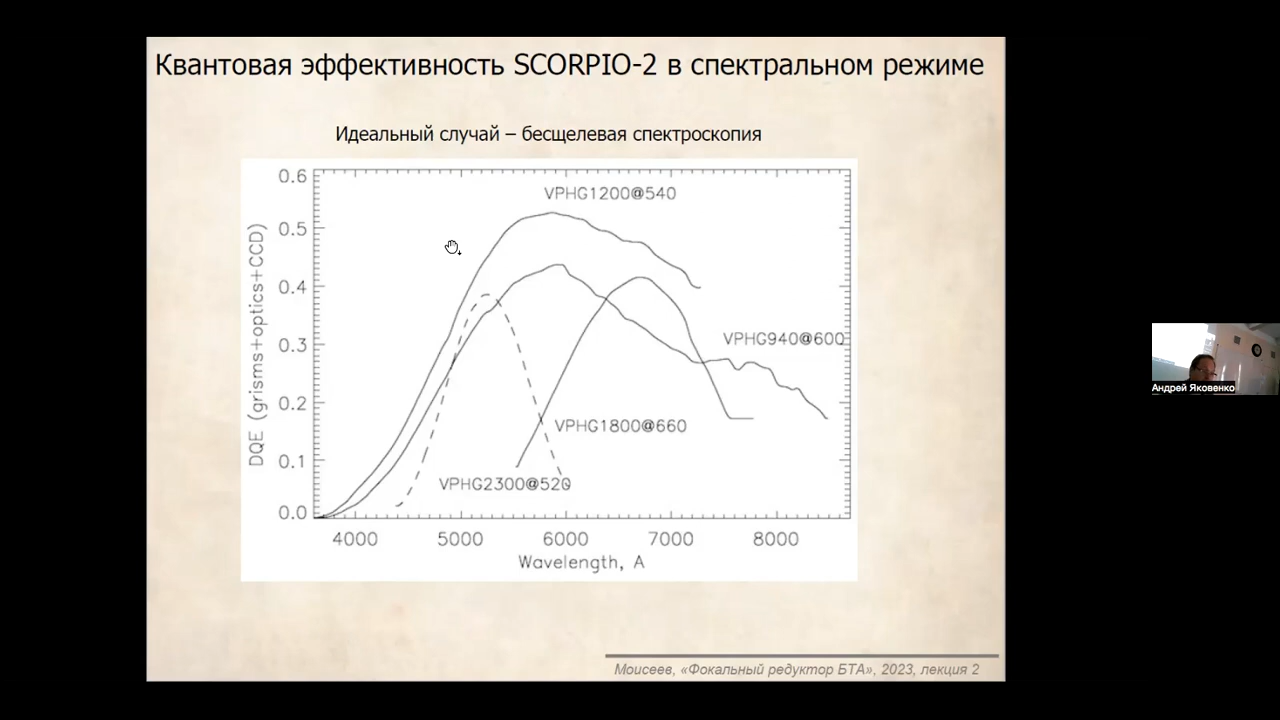 Квантовая эффективность SCORPIO-2 в спектральном режиме
Идеальный случай – бесщелевая спектроскопия
VPHG1200@540
VPHG940@600
VPHG1800@660
VPHG2300@520
DQE (grisms+optics+CCD)
0.6
0.5
0.4
0.3
0.2
0.1
0.0
4000 5000 6000 7000 8000
Wavelength, A
Андрей Яковенко
Моисеев, «Фокальный редуктор БТА», 2023, лекция 2